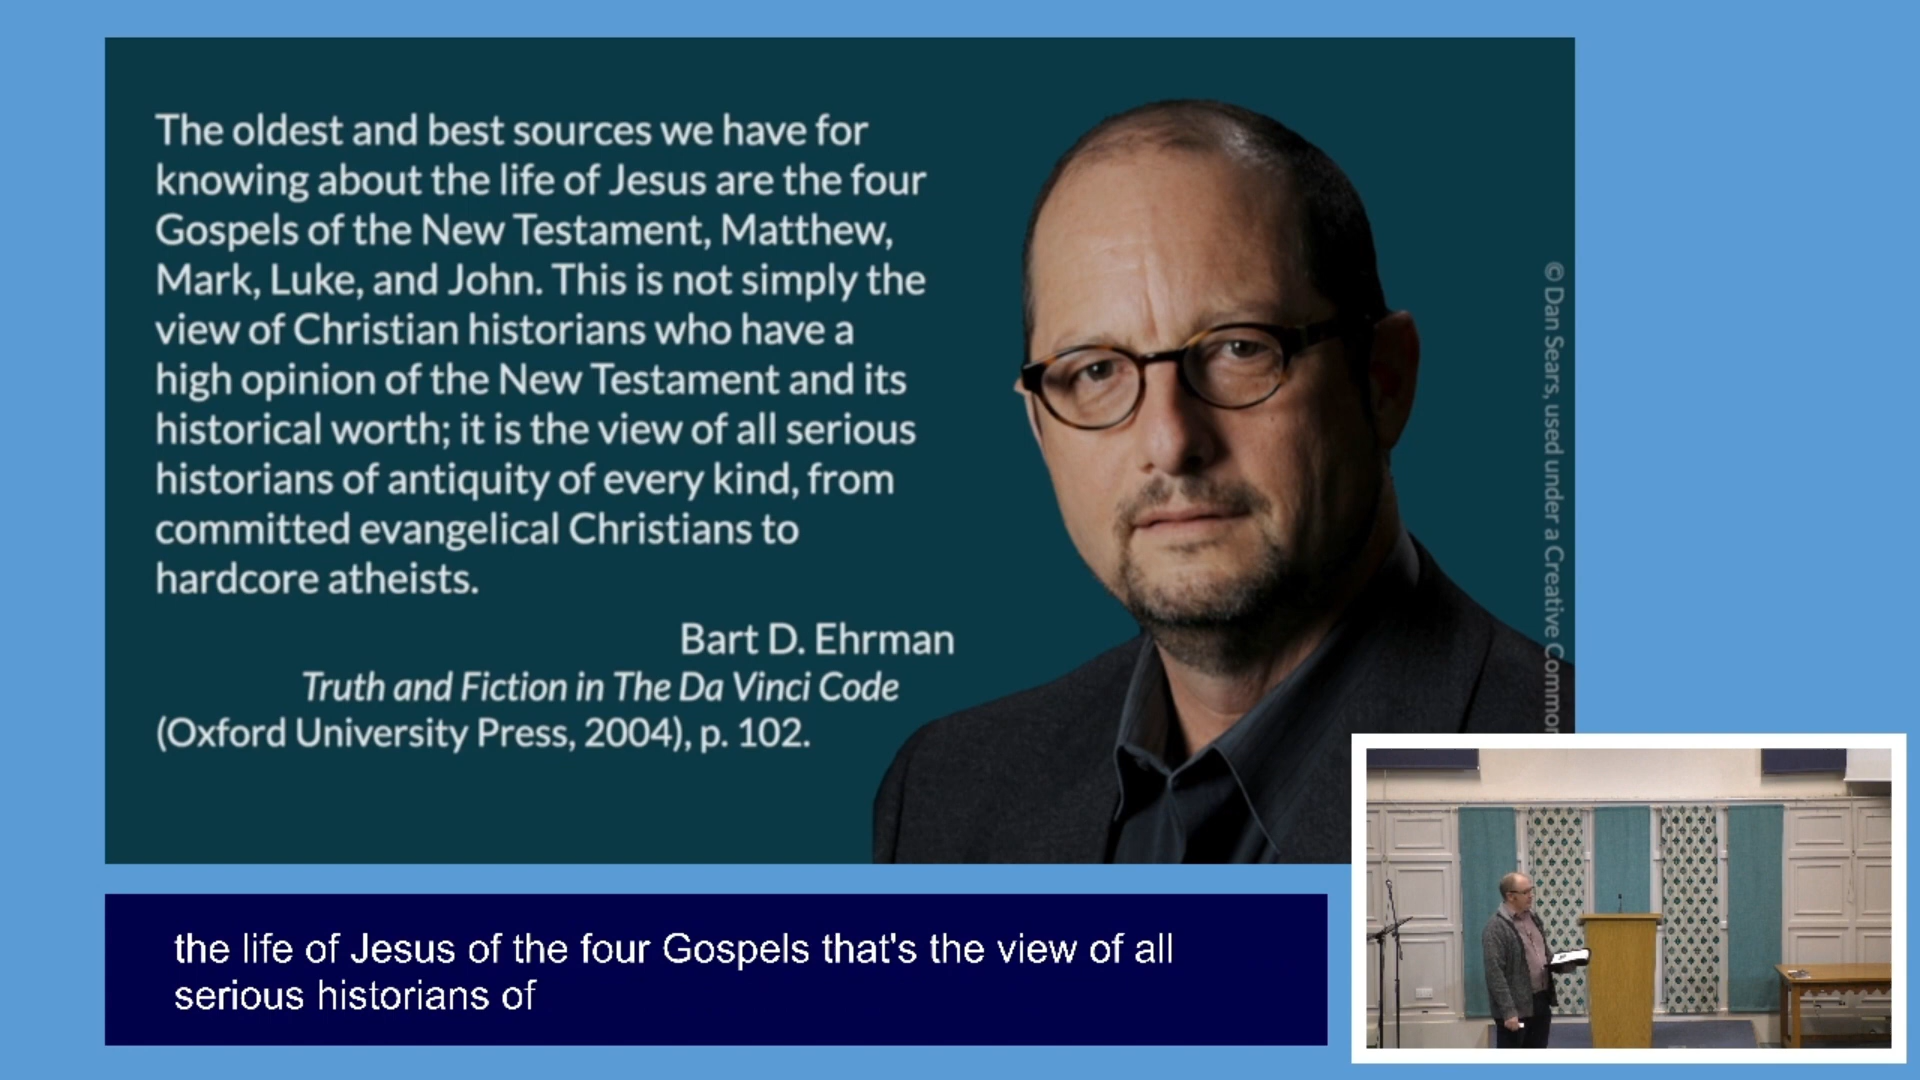 The oldest and best sources we have for
knowing about the life of Jesus are the four
Gospels of the New Testament, Matthew,
Mark, Luke, and John. This is not simply the
view of Christian historians who have a
high opinion of the New Testament and its
historical worth; it is the view of all serious
historians of antiquity of every kind, from
committed evangelical Christians to
hardcore atheists.
Bart D. Ehrman
Truth and Fiction in The Da Vinci Code
(Oxford University Press, 2004), p. 102.
© Dan Sears, used under a Creative Common
the life of Jesus of the four Gospels that's the view of all
serious historians of